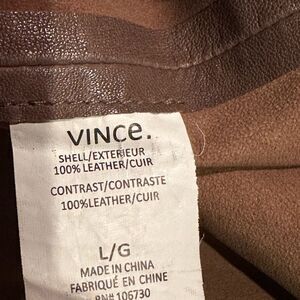 VINCE.
SHELL/EXTERIEUR
100% LEATHER/CUIR
CONTRAST/CONTRASTE
100%LEATHER/CUIR
L/G
MADE IN CHINA
FABRIQUÉ EN CHINE
RN# 106730